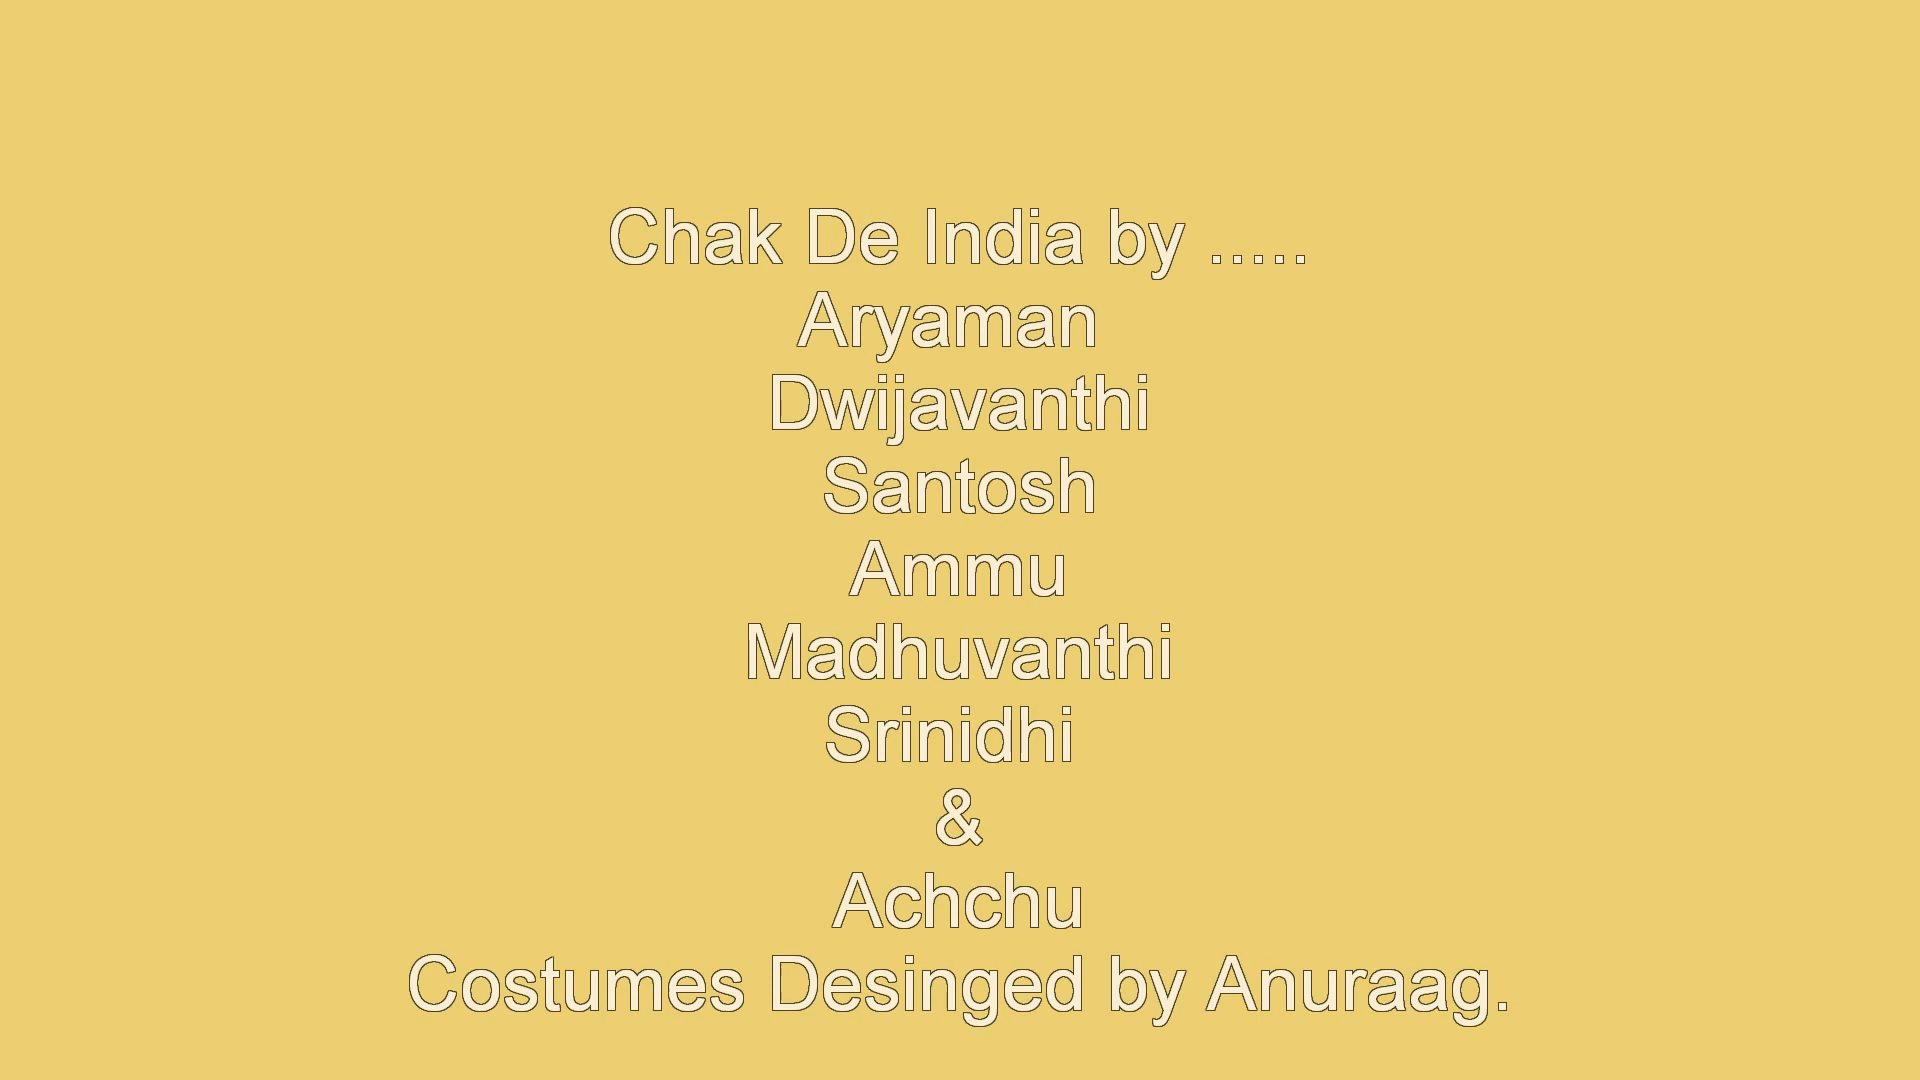 Chak De India by .....
Aryaman
Dwijavanthi
Santosh
Ammu
Madhuvanthi
Srinidhi
&
Achchu
Costumes Desinged by Anuraag.